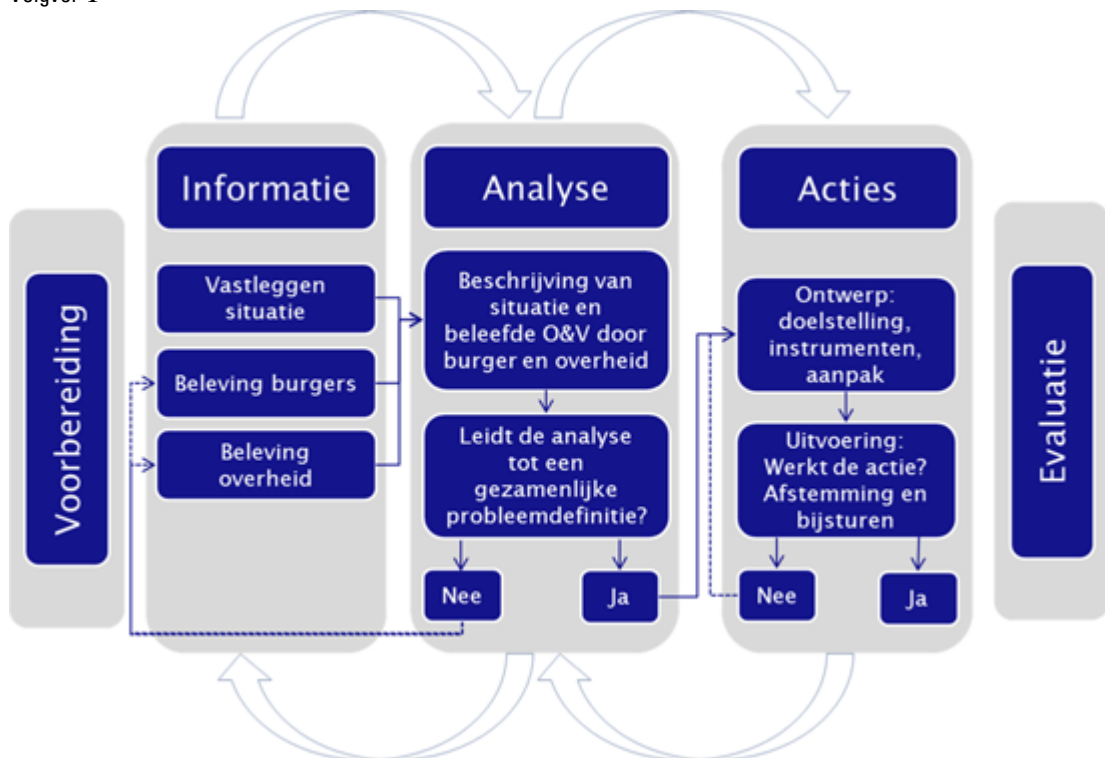 Voorbereiding
Informatie
Vastleggen
situatie
Beleving burgers
Beleving
overheid
Analyse
Beschrijving van
situatie en
beleefde O&V door
burger en overheid
Leidt de analyse
tot een
gezamenlijke
probleemdefinitie?
Nee
Ja
Acties
Ontwerp:
doelstelling,
instrumenten,
aanpak
Uitvoering:
Werkt de actie?
Afstemming en
bijsturen
Nee
Ja
Evaluatie